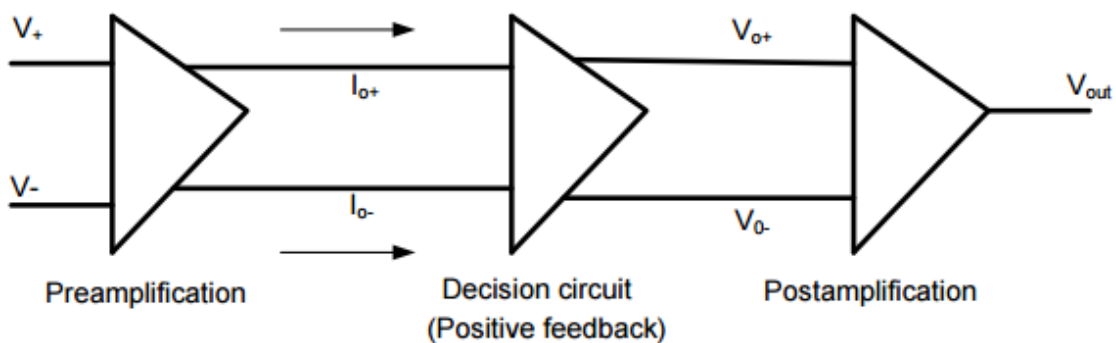 V+
V-
Io+
Io-
Vo+
V0-
Vout
Preamplification
Decision circuit
(Positive feedback)
Postamplification